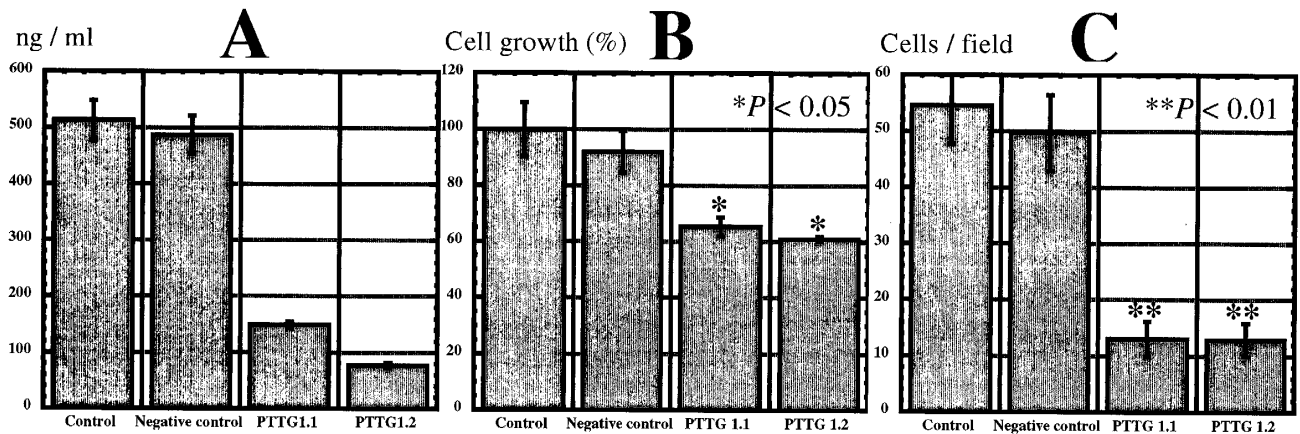 A
ng / ml
600
500
400
300
200
100
0
Control Negative control PTTG1.1 PTTG1.2
B
Cell growth (%)
120
100
80
60
40
20
0
*P < 0.05
*
*
Control Negative control PTTG 1.1 PTTG 1.2
C
Cells / field
60
50
40
30
20
10
0
**P < 0.01
**
**
Control Negative control PTTG 1.1 PTTG 1.2